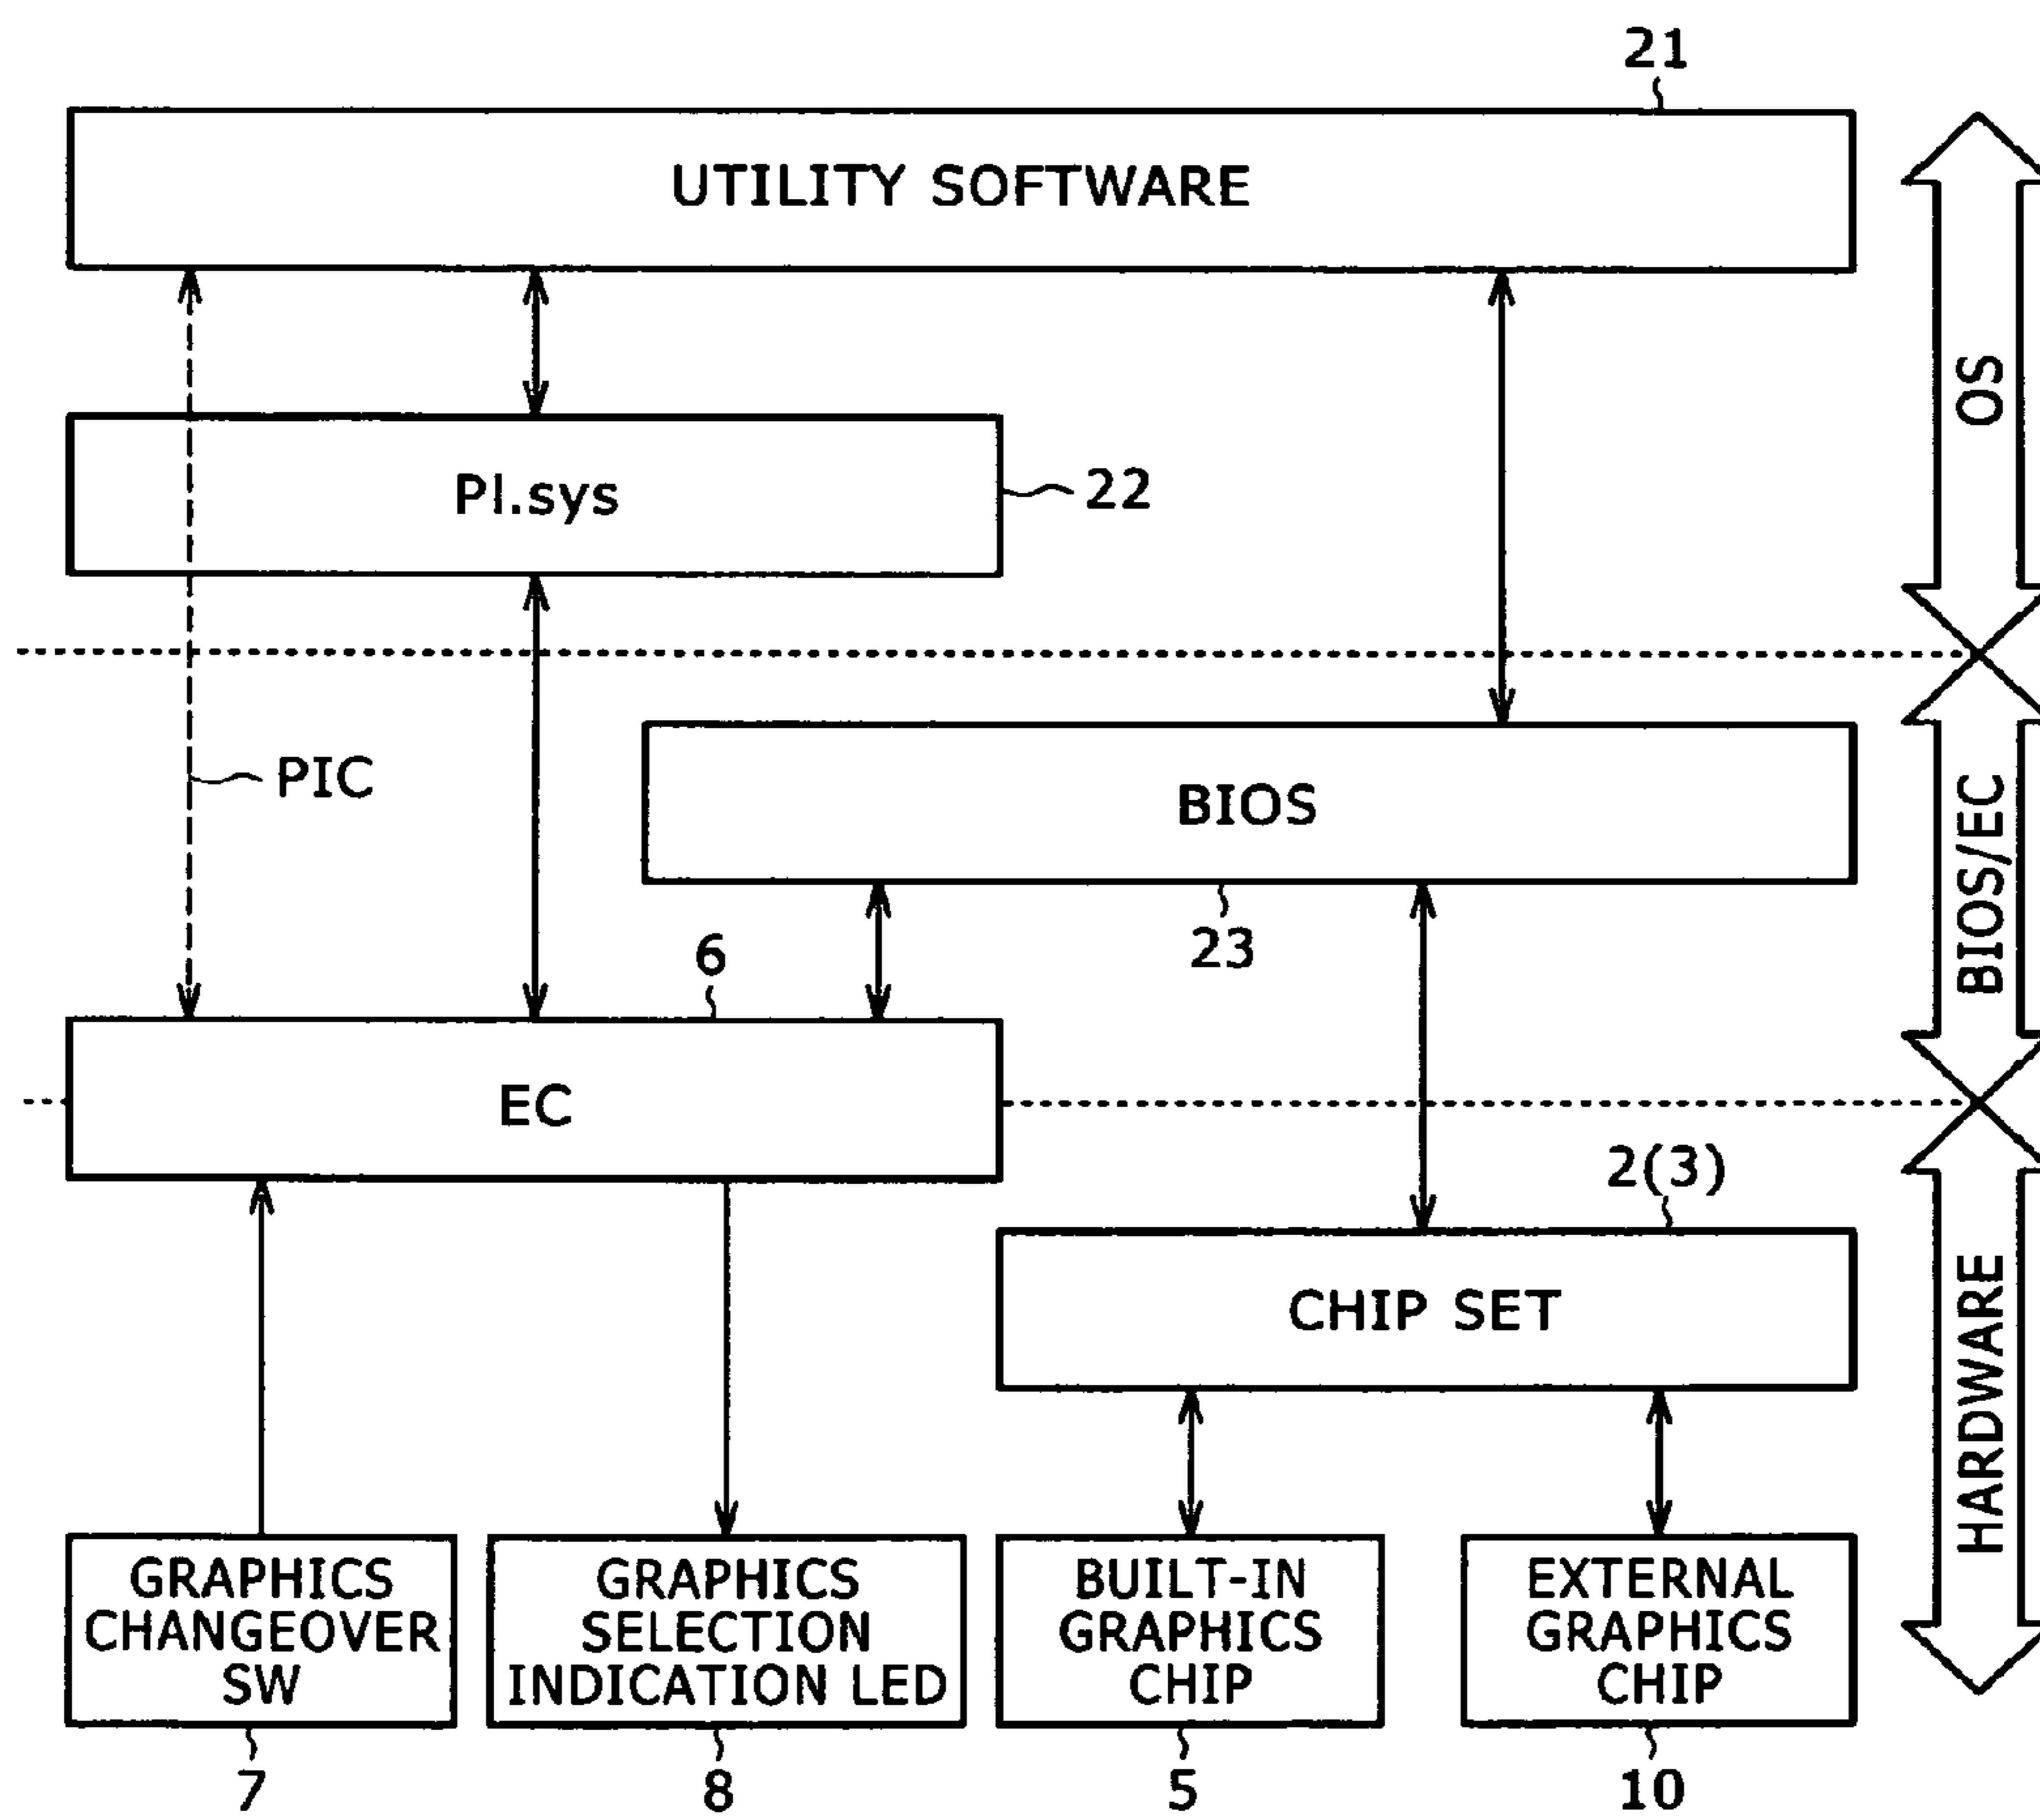 21
UTILITY SOFTWARE
OS
PI.sys
22
PIC
BIOS
BIOS/EC
23
6
EC
2(3)
CHIP SET
HARDWARE
GRAPHICS
CHANGEOVER
SW
GRAPHICS
SELECTION
INDICATION LED
BUILT-IN
GRAPHICS
CHIP
EXTERNAL
GRAPHICS
CHIP
7
8
5
10